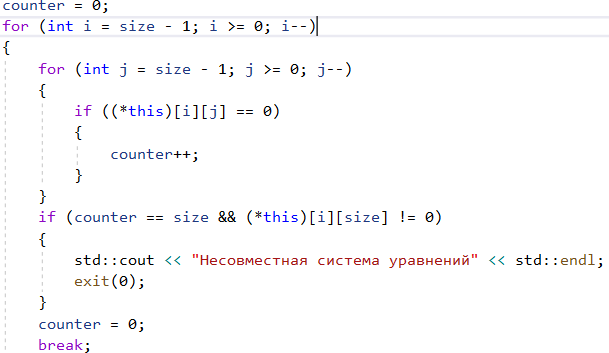 counter = 0;
for (int i = size - 1; i >= 0; i--)
{
    for (int j = size - 1; j >= 0; j--)
    {
        if ((*this)[i][j] == 0)
        {
            counter++;
        }
    }
    if (counter == size && (*this)[i][size] != 0)
    {
        std::cout << "Несовместная система уравнений" << std::endl;
        exit(0);
    }
    counter = 0;
    break;